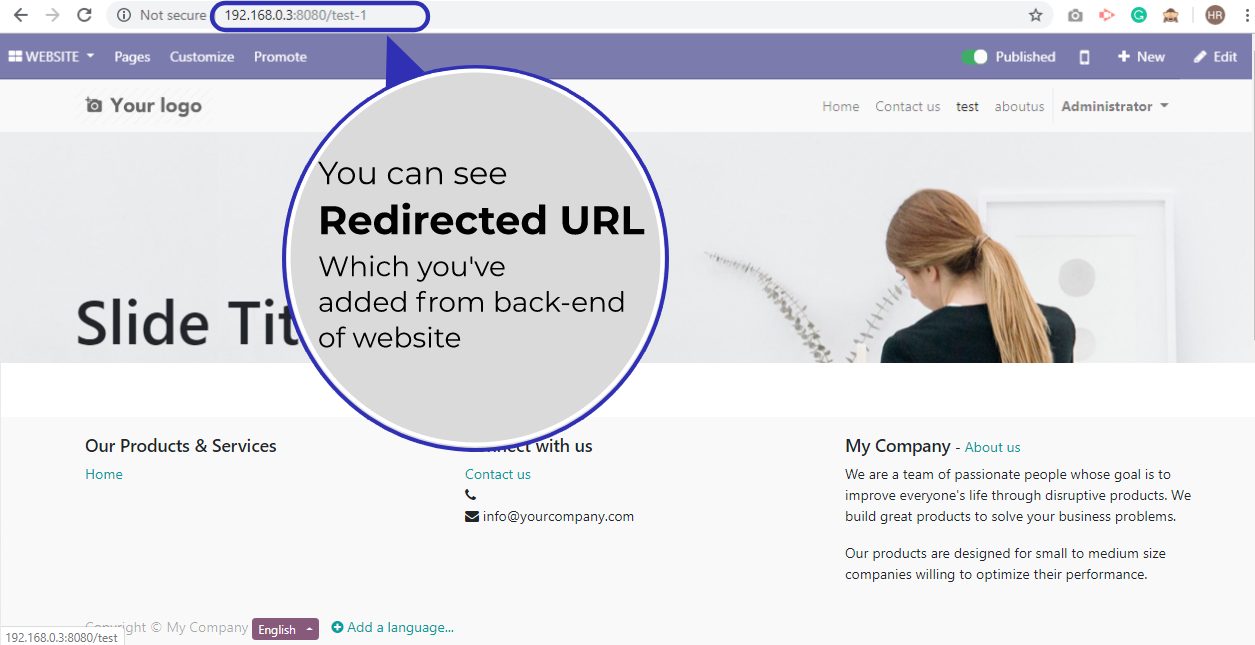 Not secure 192.168.0.3:8080/test-1 HR
WEBSITE Pages Customize Promote Published New Edit
Your logo Home Contact us test aboutus Administrator
You can see
Redirected URL
Which you've
added from back-end
of website
Slide Tit
Our Products & Services
Home
with us
Contact us
info@yourcompany.com
My Company - About us
We are a team of passionate people whose goal is to
improve everyone's life through disruptive products. We
build great products to solve your business problems.
Our products are designed for small to medium size
companies willing to optimize their performance.
Copyright © My Company English Add a language...
192.168.0.3:8080/test